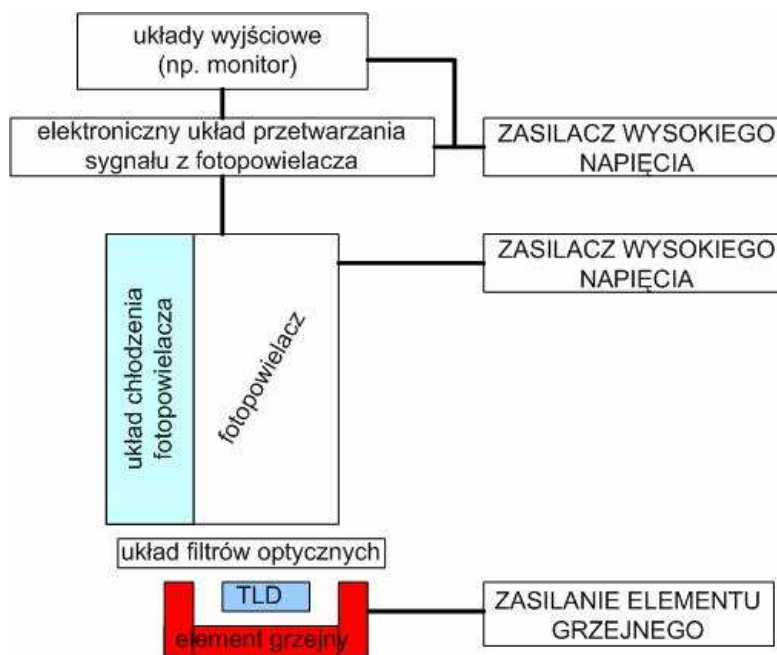 układy wyjściowe
(np. monitor)
elektroniczny układ przetwarzania
sygnału z fotopowielacza
ZASILACZ WYSOKIEGO
NAPIĘCIA
ZASILACZ WYSOKIEGO
NAPIĘCIA
układ chłodzenia
fotopowielacza
fotopowielacz
układ filtrów optycznych
TLD
element grzejny
ZASILANIE ELEMENTU
GRZEJNEGO